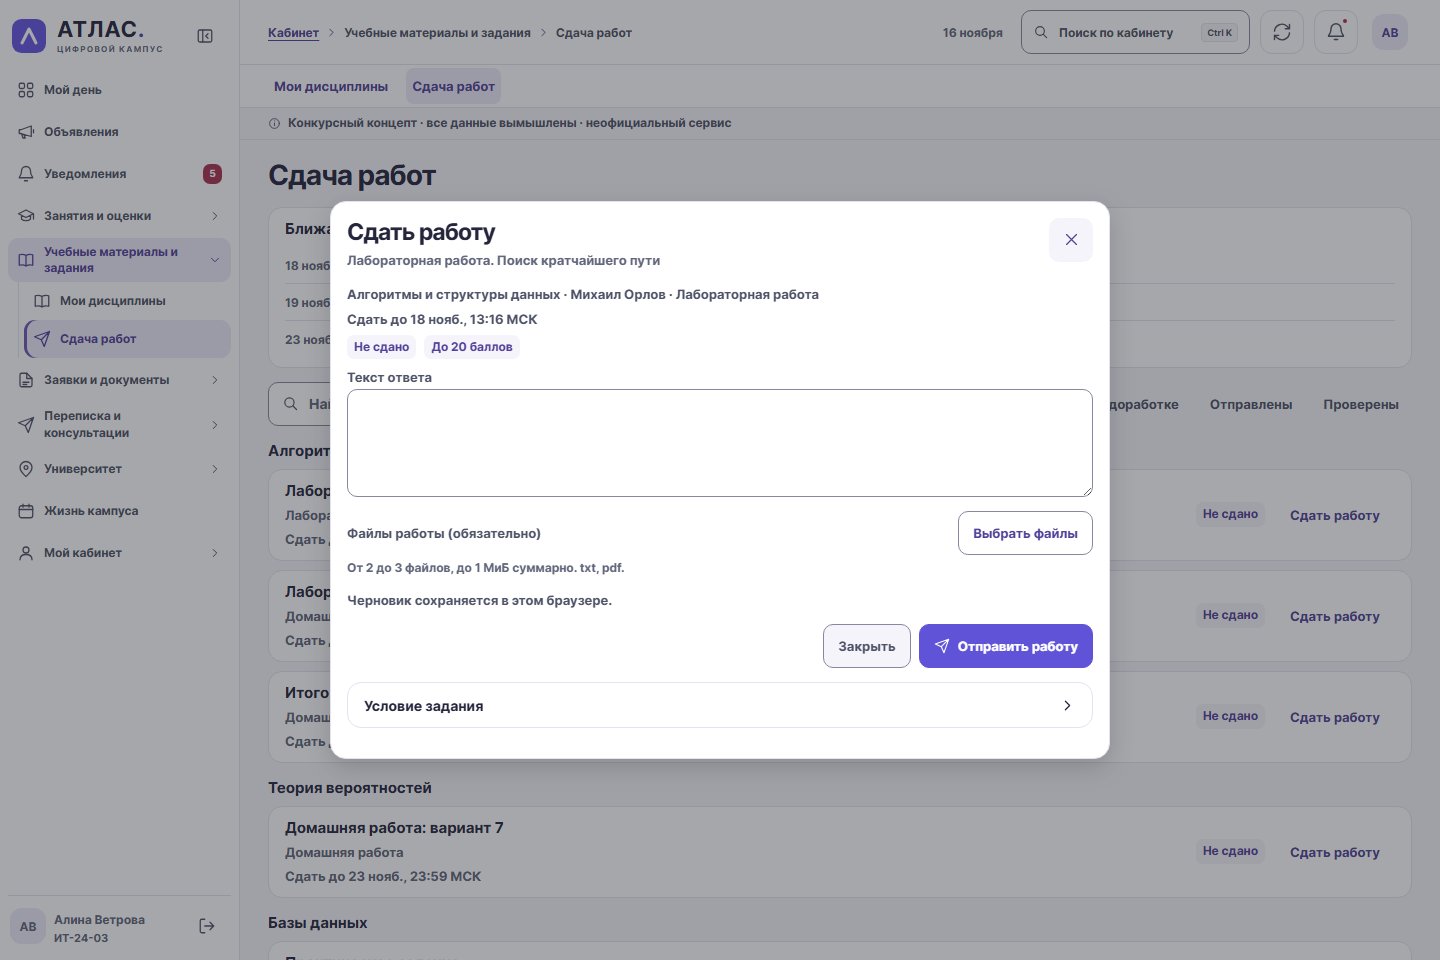 АТЛАС.
ЦИФРОВОЙ КАМПУС
Мой день
Объявления
Уведомления
5
Занятия и оценки
Учебные материалы и
задания
Мои дисциплины
Сдача работ
Заявки и документы
Переписка и
консультации
Университет
Жизнь кампуса
Мой кабинет
АВ
Алина Ветрова
ИТ-24-03
Кабинет
Учебные материалы и задания
Сдача работ
16 ноября
Поиск по кабинету
Ctrl K
АВ
Мои дисциплины
Сдача работ
Конкурсный концепт · все данные вымышлены · неофициальный сервис
Сдача работ
18
19
23
Сдать работу
Лабораторная работа. Поиск кратчайшего пути
Алгоритмы и структуры данных · Михаил Орлов · Лабораторная работа
Сдать до 18 нояб., 13:16 МСК
Не сдано
До 20 баллов
Текст ответа
Файлы работы (обязательно)
Выбрать файлы
От 2 до 3 файлов, до 1 МиБ суммарно. txt, pdf.
Черновик сохраняется в этом браузере.
Закрыть
Отправить работу
Условие задания
доработке
Отправлены
Проверены
Сдать
Не сдано
Сдать работу
Сдать
Не сдано
Сдать работу
Сдать
Не сдано
Сдать работу
Теория вероятностей
Домашняя работа: вариант 7
Домашняя работа
Сдать до 23 нояб., 23:59 МСК
Не сдано
Сдать работу
Базы данных